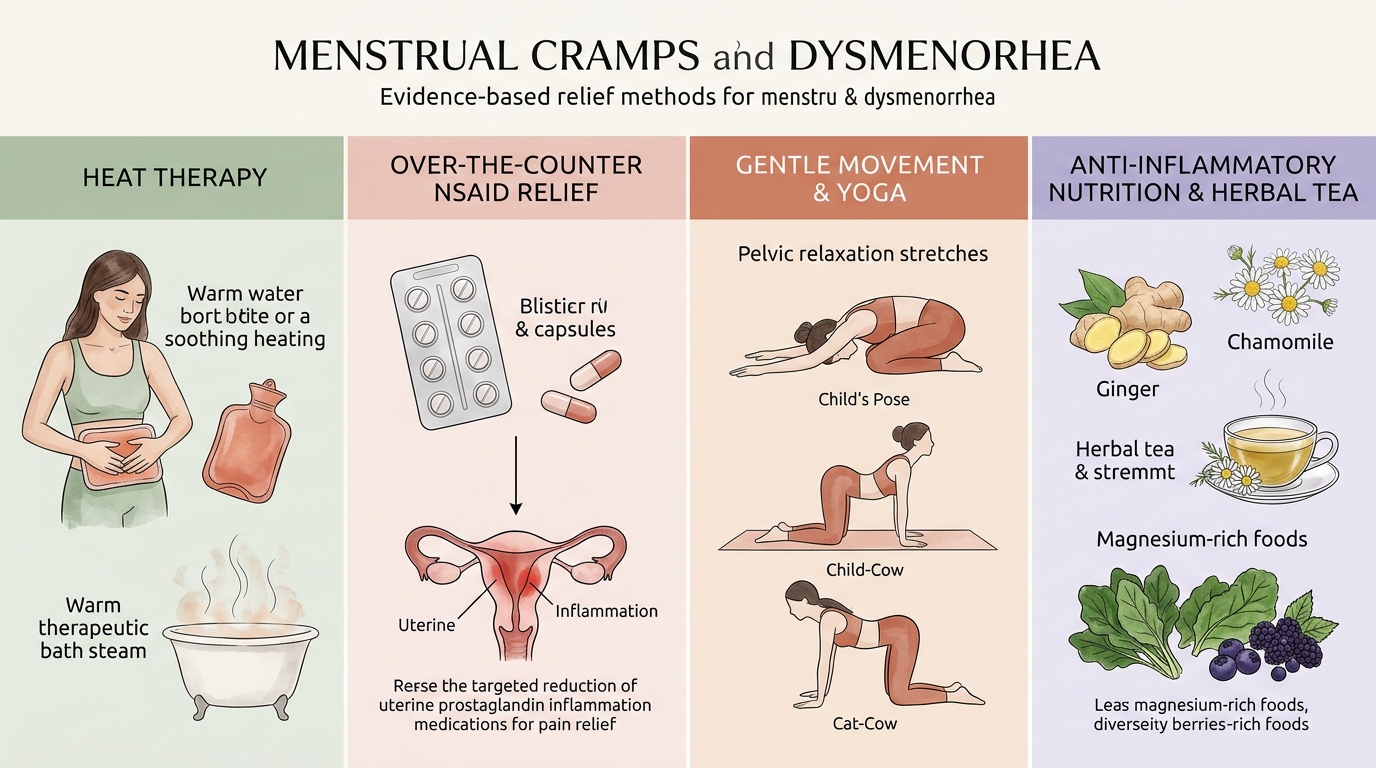 MENSTRUAL CRAMPS and DYSMENORHEA
Evidence-based relief methods for menstru & dysmenorrhea
HEAT THERAPY
Warm water
bort btite or a
soothing heating
Warm
therapeutic
bath steam
OVER-THE-COUNTER
NSAID RELIEF
& capsules
Uterine
Inflammation
the targeted reduction of
uterine prostaglandin inflammation
medications for pain relief
GENTLE MOVEMENT
& YOGA
Pelvic relaxation stretches
Child's Pose
Child-Cow
Cat-Cow
ANTI-INFLAMMATORY
NUTRITION & HERBAL TEA
Chamomile
Ginger
Herbal tea
& stremmt
Magnesium-rich foods
Leas magnesium-rich foods,
diverseity berries-rich foods